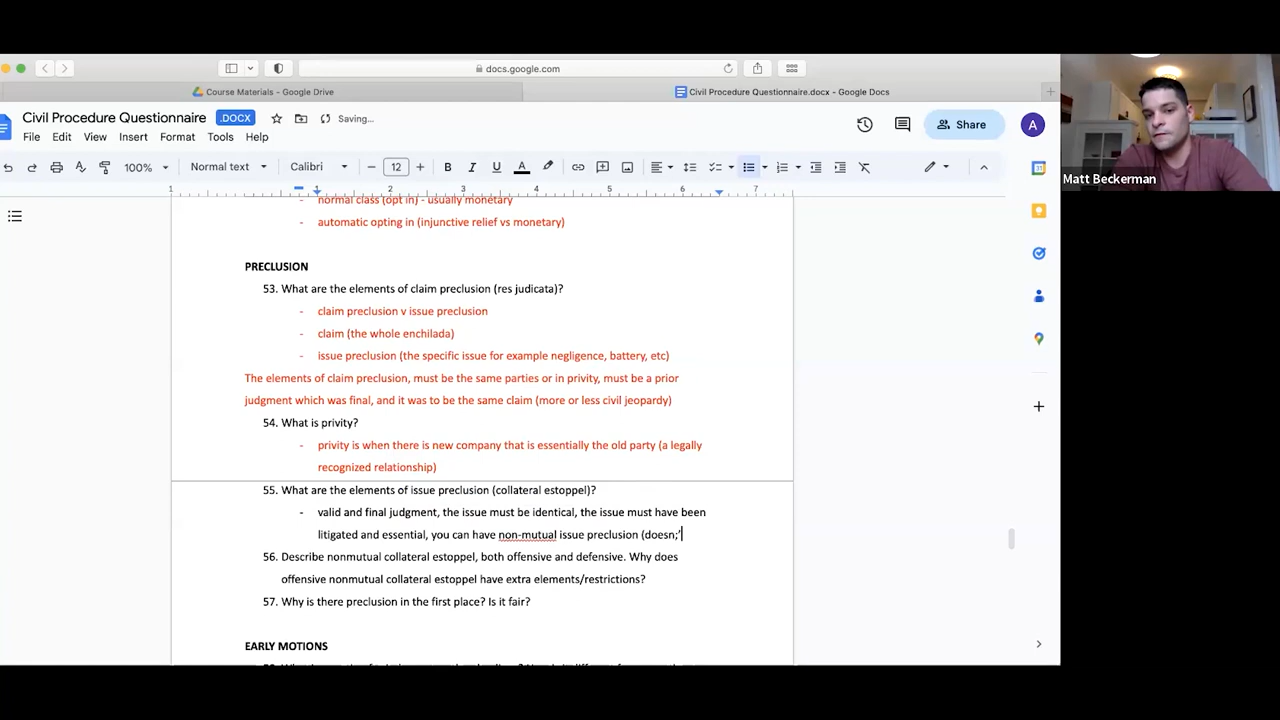 docs.google.com
Course Materials - Google Drive
Civil Procedure Questionnaire.docx - Google Docs
Civil Procedure Questionnaire .DOCX Saving...
File Edit View Insert Format Tools Help
Share
A
100% Normal text Calibri 12 B I U A
1 1 2 3 4 5 6 7
Matt Beckerman
- normal class (opt in) - usually monetary
- automatic opting in (injunctive relief vs monetary)
PRECLUSION
53. What are the elements of claim preclusion (res judicata)?
- claim preclusion v issue preclusion
- claim (the whole enchilada)
- issue preclusion (the specific issue for example negligence, battery, etc)
The elements of claim preclusion, must be the same parties or in privity, must be a prior
judgment which was final, and it was to be the same claim (more or less civil jeopardy)
54. What is privity?
- privity is when there is new company that is essentially the old party (a legally
recognized relationship)
55. What are the elements of issue preclusion (collateral estoppel)?
- valid and final judgment, the issue must be identical, the issue must have been
litigated and essential, you can have non-mutual issue preclusion (doesn;'
56. Describe nonmutual collateral estoppel, both offensive and defensive. Why does
offensive nonmutual collateral estoppel have extra elements/restrictions?
57. Why is there preclusion in the first place? Is it fair?
EARLY MOTIONS